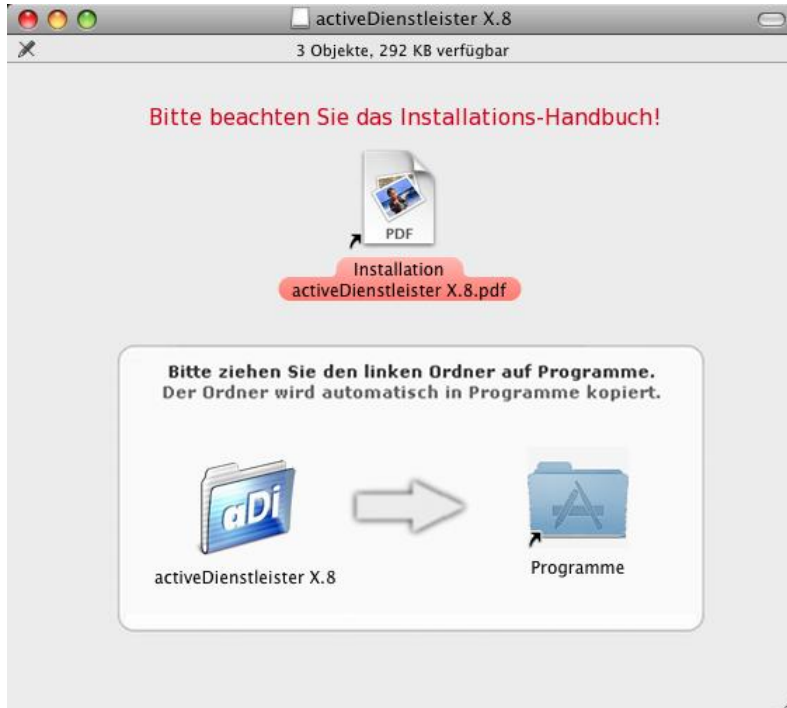 activeDienstleister X.8
3 Objekte, 292 KB verfügbar
Bitte beachten Sie das Installations-Handbuch!
PDF
Installation
activeDienstleister X.8.pdf
Bitte ziehen Sie den linken Ordner auf Programme.
Der Ordner wird automatisch in Programme kopiert.
aDi
activeDienstleister X.8
Programme